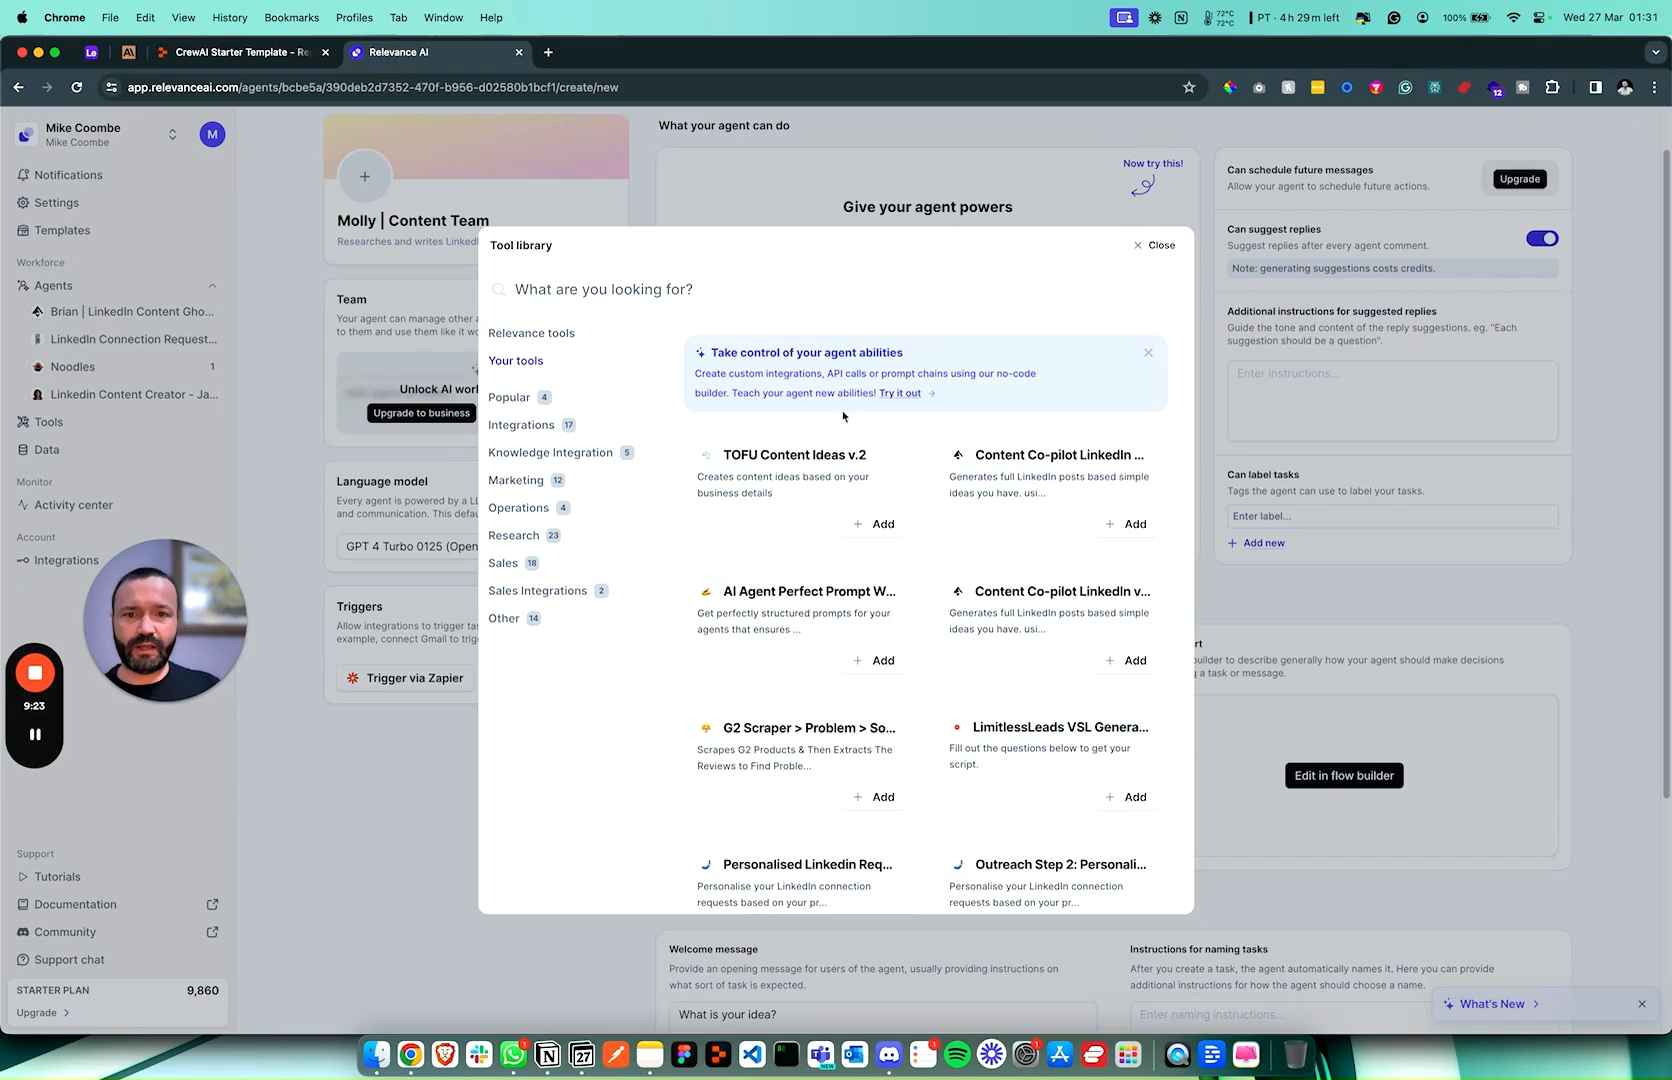 Chrome File Edit View History Bookmarks Profiles Tab Window Help
72°C
72°C
PT · 4 h 29 m left
100%
Wed 27 Mar 01:31
Le
CrewAI Starter Template - Re
Relevance AI
app.relevanceai.com/agents/bcbe5a/390deb2d7352-470f-b956-d02580b1bcf1/create/new
12
Mike Coombe
Mike Coombe
M
Notifications
Settings
Templates
Workforce
Agents
Brian | LinkedIn Content Gho...
LinkedIn Connection Request...
Noodles 1
Linkedin Content Creator - Ja...
Tools
Data
Monitor
Activity center
Account
Integrations
9:23
Support
Tutorials
Documentation
Community
Support chat
STARTER PLAN 9,860
Upgrade
Molly | Content Team
Researches and writes Linked
Team
Your agent can manage other a
to them and use them like it wo
Unlock AI worl
Upgrade to business
Language model
Every agent is powered by a LL
and communication. This defau
GPT 4 Turbo 0125 (Open
Triggers
Allow integrations to trigger tas
example, connect Gmail to trig
Trigger via Zapier
What your agent can do
Now try this!
Give your agent powers
Tool library
Close
What are you looking for?
Relevance tools
Your tools
Popular 4
Integrations 17
Knowledge Integration 5
Marketing 12
Operations 4
Research 23
Sales 18
Sales Integrations 2
Other 14
Take control of your agent abilities
Create custom integrations, API calls or prompt chains using our no-code
builder. Teach your agent new abilities! Try it out
TOFU Content Ideas v.2
Creates content ideas based on your
business details
Add
Content Co-pilot LinkedIn ...
Generates full LinkedIn posts based simple
ideas you have. usi...
Add
AI Agent Perfect Prompt W...
Get perfectly structured prompts for your
agents that ensures ...
Add
Content Co-pilot LinkedIn v...
Generates full LinkedIn posts based simple
ideas you have. usi...
Add
G2 Scraper > Problem > So...
Scrapes G2 Products & Then Extracts The
Reviews to Find Proble...
Add
LimitlessLeads VSL Genera...
Fill out the questions below to get your
script.
Add
Personalised Linkedin Req...
Personalise your LinkedIn connection
requests based on your pr...
Outreach Step 2: Personali...
Personalise your LinkedIn connection
requests based on your pr...
Can schedule future messages
Allow your agent to schedule future actions.
Upgrade
Can suggest replies
Suggest replies after every agent comment.
Note: generating suggestions costs credits.
Additional instructions for suggested replies
Guide the tone and content of the reply suggestions. eg. "Each
suggestion should be a question".
Enter instructions...
Can label tasks
Tags the agent can use to label your tasks.
Enter label...
Add new
rt
builder to describe generally how your agent should make decisions
g a task or message.
Edit in flow builder
Welcome message
Provide an opening message for users of the agent, usually providing instructions on
what sort of task is expected.
What is your idea?
Instructions for naming tasks
After you create a task, the agent automatically names it. Here you can provide
additional instructions for how the agent should choose a name.
Enter naming instructions...
What's New
1
27
NEW
1
1